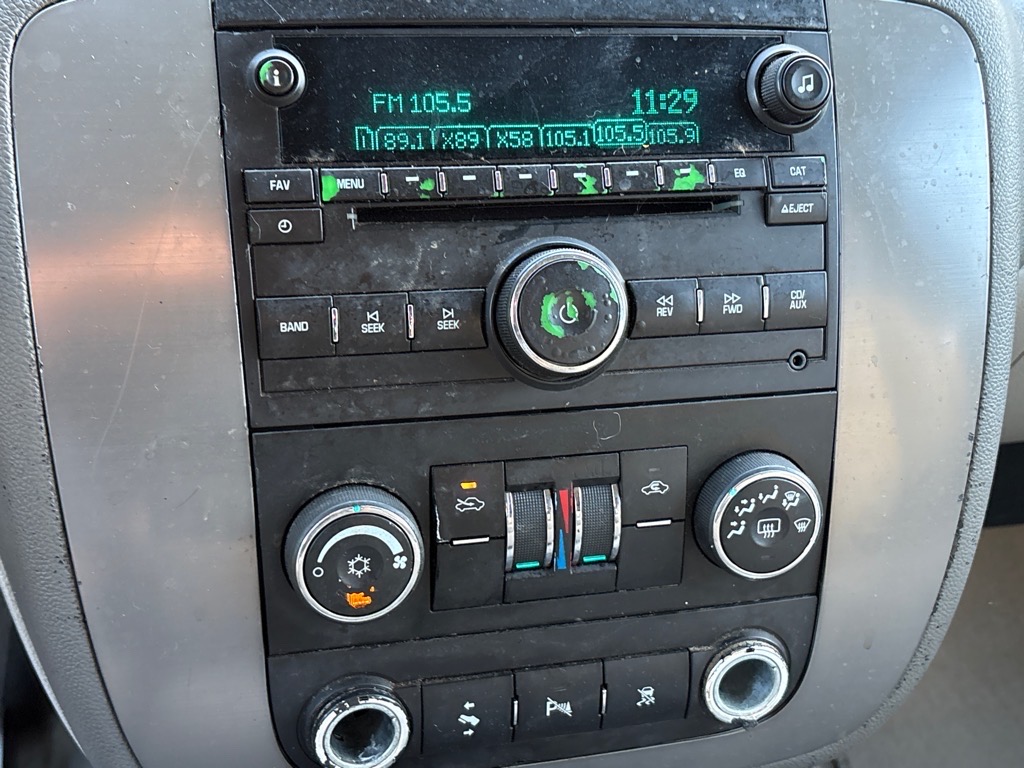 i
FM 105.5 11:29
89.1 X89 X58 105.1 105.5 105.9
FAV MENU EQ CAT
EJECT
BAND SEEK SEEK REV FWD CD/
AUX
P